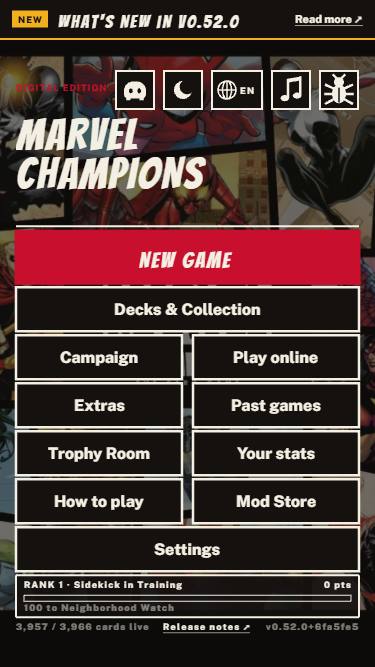 NEW WHAT'S NEW IN V0.52.0 Read more ↗
DIGITAL EDITION
EN
MARVEL
CHAMPIONS
NEW GAME
Decks & Collection
Campaign Play online
Extras Past games
Trophy Room Your stats
How to play Mod Store
Settings
RANK 1 · Sidekick in Training 0 pts
100 to Neighborhood Watch
3,957 / 3,966 cards live Release notes ↗ v0.52.0+6fa5fe5